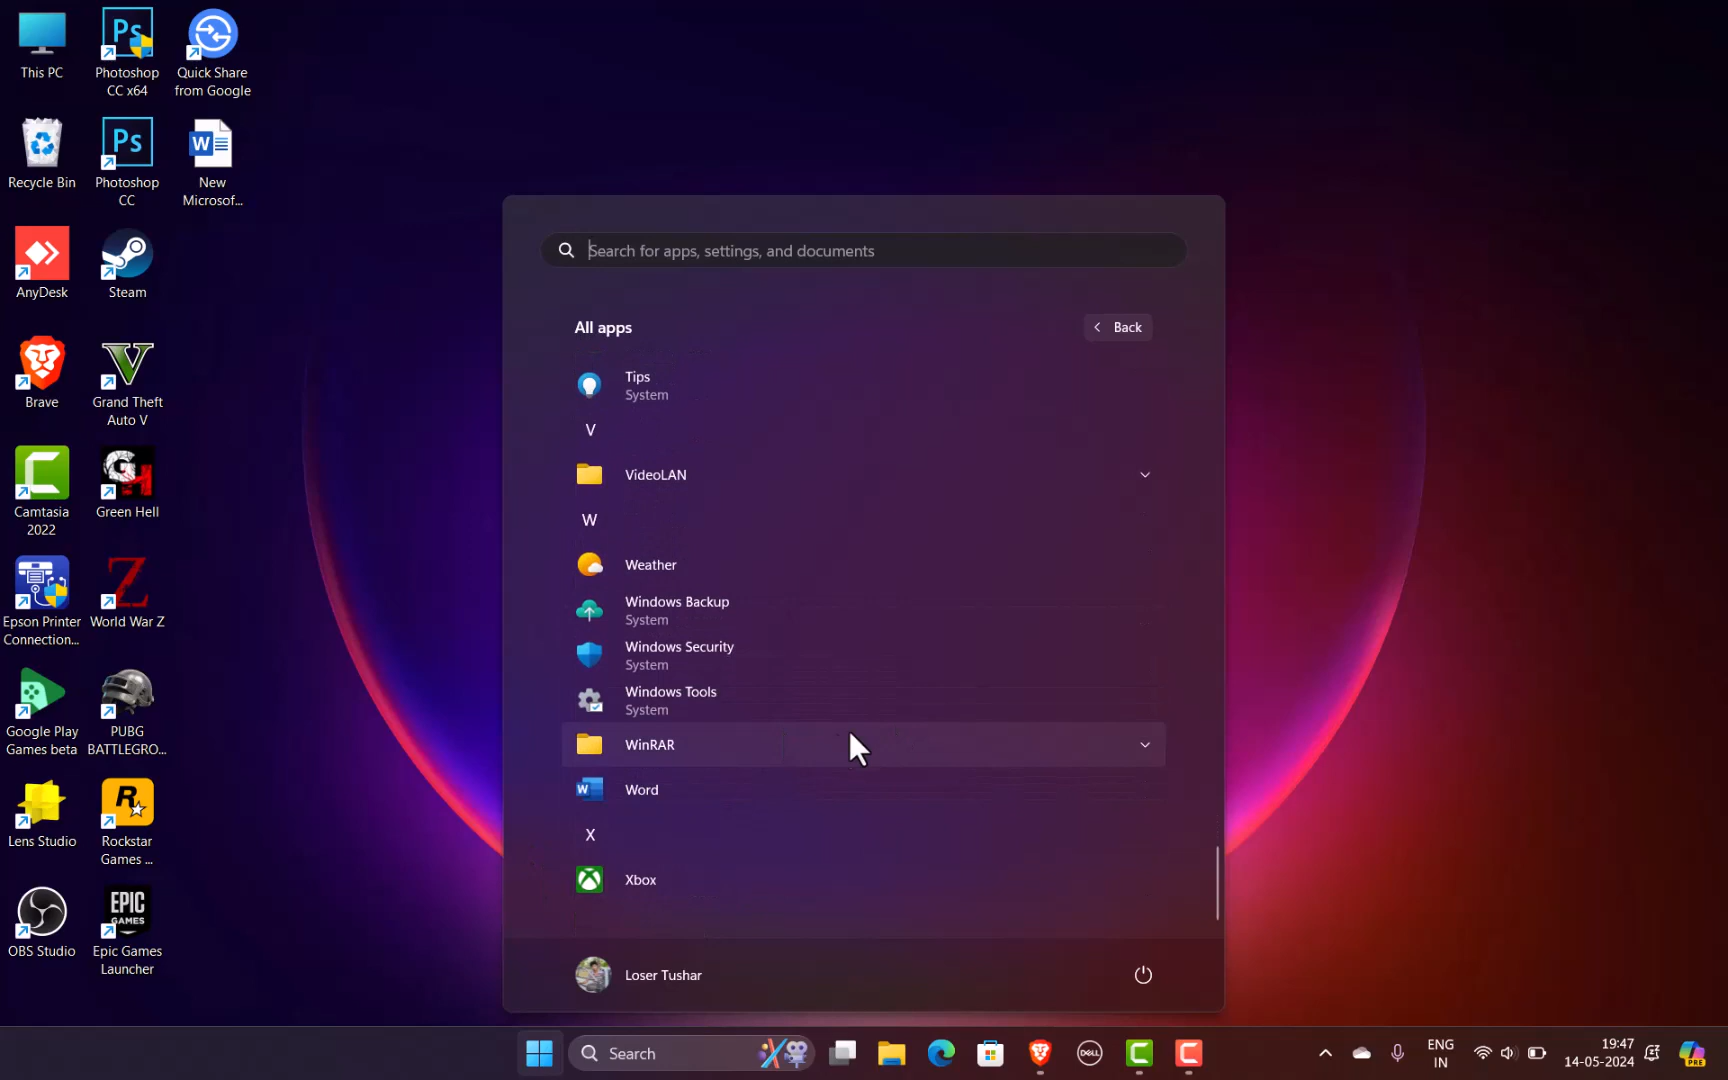 This PC
Photoshop
CC x64
Quick Share
from Google
Recycle Bin
Photoshop
CC
New
Microsof...
AnyDesk
Steam
Brave
Grand Theft
Auto V
Camtasia
2022
Green Hell
Epson Printer
Connection...
World War Z
Google Play
Games beta
PUBG
BATTLEGRO...
Lens Studio
Rockstar
Games ...
OBS Studio
EPIC
GAMES
Epic Games
Launcher
Search for apps, settings, and documents
All apps
Back
Tips
System
V
VideoLAN
W
Weather
Windows Backup
System
Windows Security
System
Windows Tools
System
WinRAR
Word
X
Xbox
Loser Tushar
Search
DELL
ENG
IN
19:47
14-05-2024
PRE